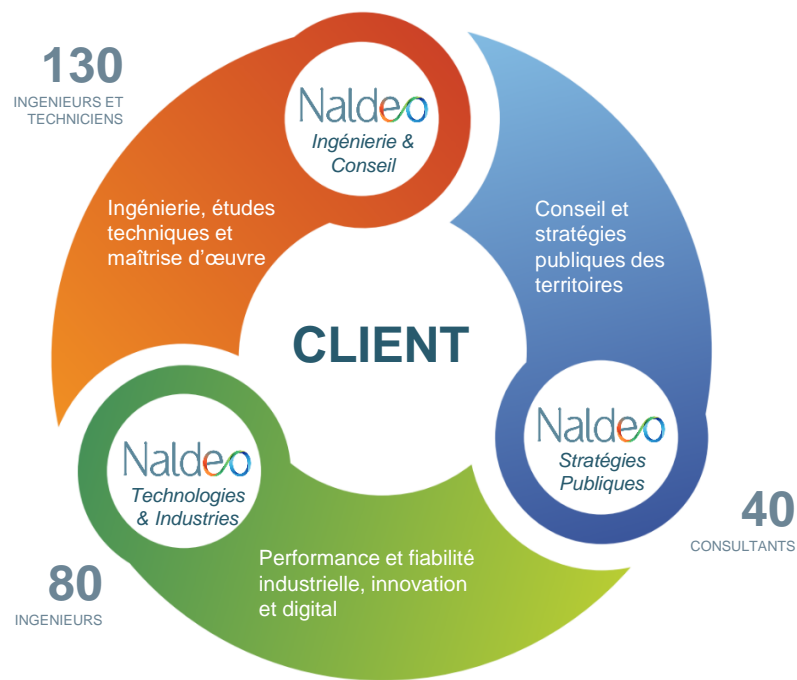 130
INGENIEURS ET
TECHNICIENS
Naldeo
Ingénierie &
Conseil
Ingénierie, études
techniques et
maîtrise d'œuvre
Conseil et
stratégies
publiques des
territoires
CLIENT
Naldeo
Stratégies
Publiques
Naldeo
Technologies
& Industries
40
CONSULTANTS
Performance et fiabilité
industrielle, innovation
et digital
80
INGENIEURS